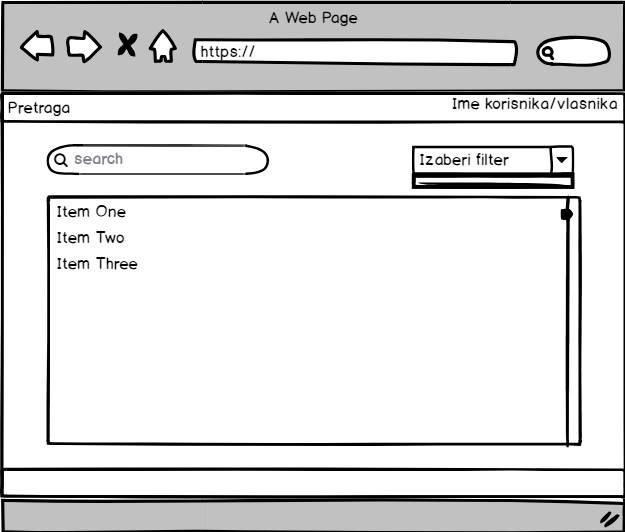 A Web Page
https://
Pretraga
Ime korisnika/vlasnika
search
Izaberi filter
Item One
Item Two
Item Three